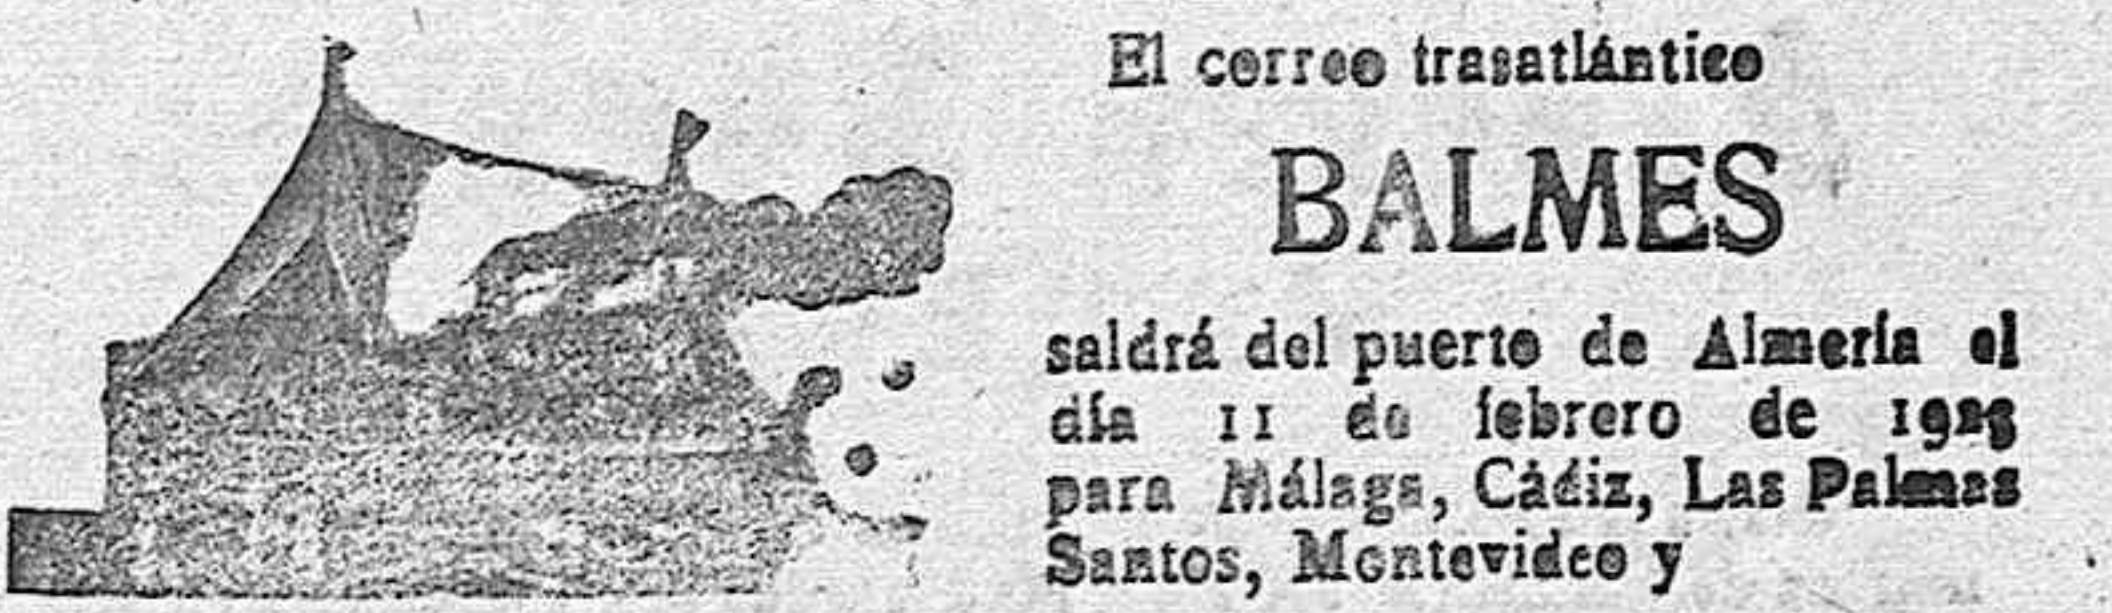 El correo trasatlántico
BALMES
saldrá del puerto de Almería el
día 11 de febrero de
para Málaga, Cádiz, Las Palmas
Santos, Montevideo y